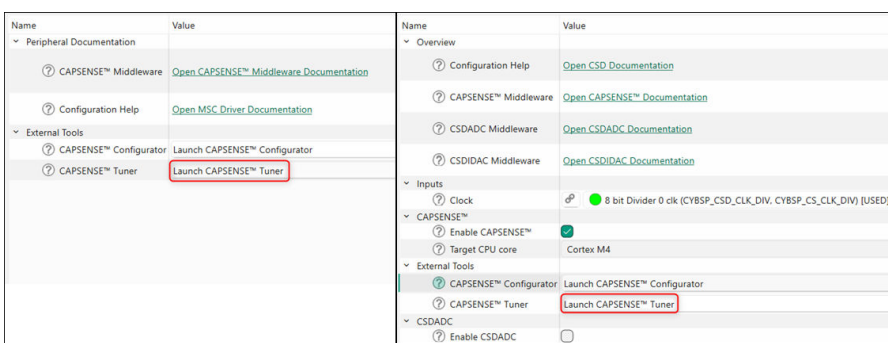 Name Value
Peripheral Documentation
CAPSENSE™ Middleware Open CAPSENSE™ Middleware Documentation
Configuration Help Open MSC Driver Documentation
External Tools
CAPSENSE™ Configurator Launch CAPSENSE™ Configurator
CAPSENSE™ Tuner Launch CAPSENSE™ Tuner
Name Value
Overview
Configuration Help Open CSD Documentation
CAPSENSE™ Middleware Open CAPSENSE™ Documentation
CSDADC Middleware Open CSDADC Documentation
CSDIDAC Middleware Open CSDIDAC Documentation
Inputs
Clock 8 bit Divider 0 clk (CYBSP_CSD_CLK_DIV, CYBSP_CS_CLK_DIV) [USED]
CAPSENSE™
Enable CAPSENSE™
Target CPU core Cortex M4
External Tools
CAPSENSE™ Configurator Launch CAPSENSE™ Configurator
CAPSENSE™ Tuner Launch CAPSENSE™ Tuner
CSDADC
Enable CSDADC